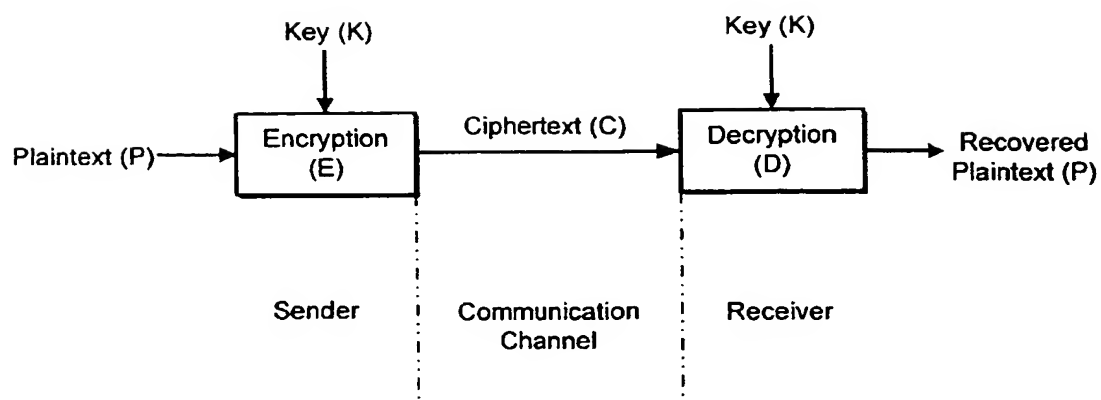 Key (K)
Key (K)
Plaintext (P)
Encryption
(E)
Ciphertext (C)
Decryption
(D)
Recovered
Plaintext (P)
Sender
Communication
Channel
Receiver